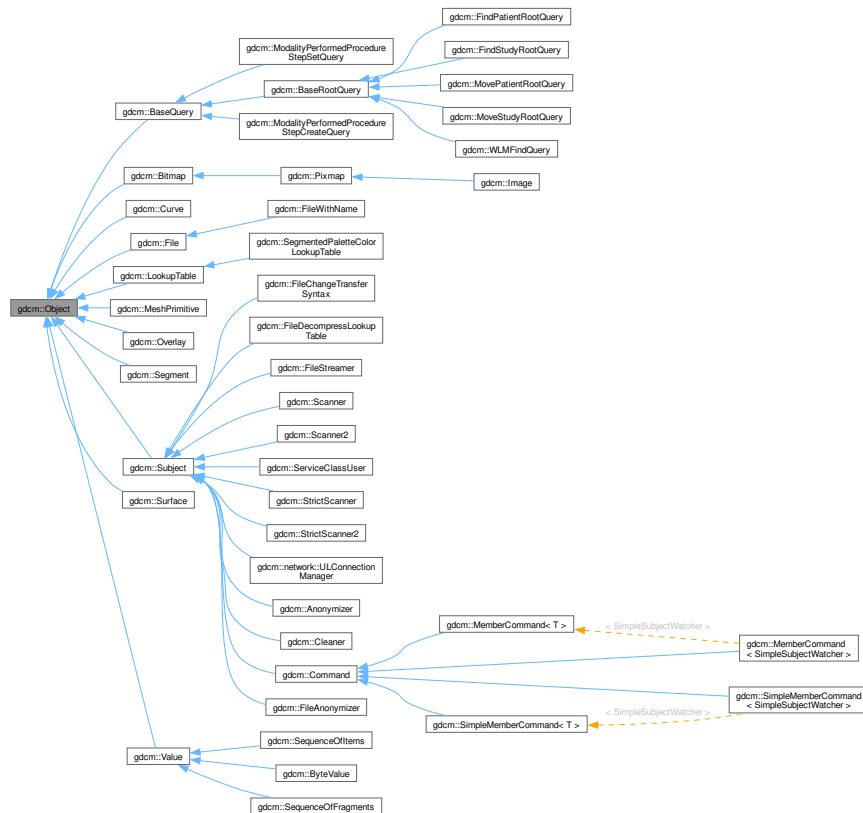 gdcm::FindPatientRootQuery
gdcm::ModalityPerformedProcedure
StepSetQuery
gdcm::FindStudyRootQuery
gdcm::BaseRootQuery
gdcm::MovePatientRootQuery
gdcm::BaseQuery
gdcm::ModalityPerformedProcedure
StepCreateQuery
gdcm::MoveStudyRootQuery
gdcm::WLMFindQuery
gdcm::Bitmap
gdcm::Pixmap
gdcm::Image
gdcm::Curve
gdcm::FileWithName
gdcm::File
gdcm::SegmentedPaletteColor
LookupTable
gdcm::LookupTable
gdcm::FileChangeTransfer
Syntax
gdcm::Object
gdcm::MeshPrimitive
gdcm::FileDecompressLookup
Table
gdcm::Overlay
gdcm::Segment
gdcm::FileStreamer
gdcm::Scanner
gdcm::Scanner2
gdcm::Subject
gdcm::ServiceClassUser
gdcm::Surface
gdcm::StrictScanner
gdcm::StrictScanner2
gdcm::network::ULConnection
Manager
gdcm::Anonymizer
gdcm::MemberCommand< T >
< SimpleSubjectWatcher >
gdcm::Cleaner
gdcm::MemberCommand
< SimpleSubjectWatcher >
gdcm::Command
gdcm::SimpleMemberCommand
< SimpleSubjectWatcher >
gdcm::FileAnonymizer
< SimpleSubjectWatcher >
gdcm::SimpleMemberCommand< T >
gdcm::SequenceOfItems
gdcm::Value
gdcm::ByteValue
gdcm::SequenceOfFragments